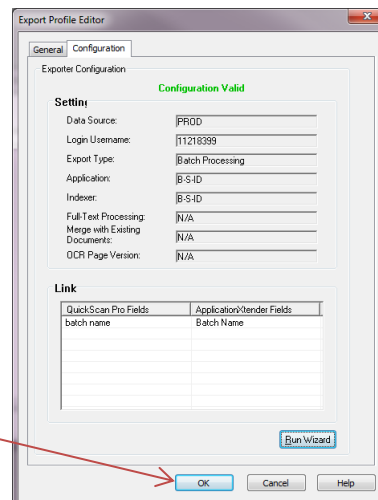 Export Profile Editor
General Configuration
Exporter Configuration
Configuration Valid
Setting
Data Source: PROD
Login Username: 11218399
Export Type: Batch Processing
Application: B-S-ID
Indexer: B-S-ID
Full-Text Processing: N/A
Merge with Existing
Documents: N/A
OCR Page Version: N/A
Link
QuickScan Pro Fields ApplicationXtender Fields
batch name Batch Name
Run Wizard
OK Cancel Help